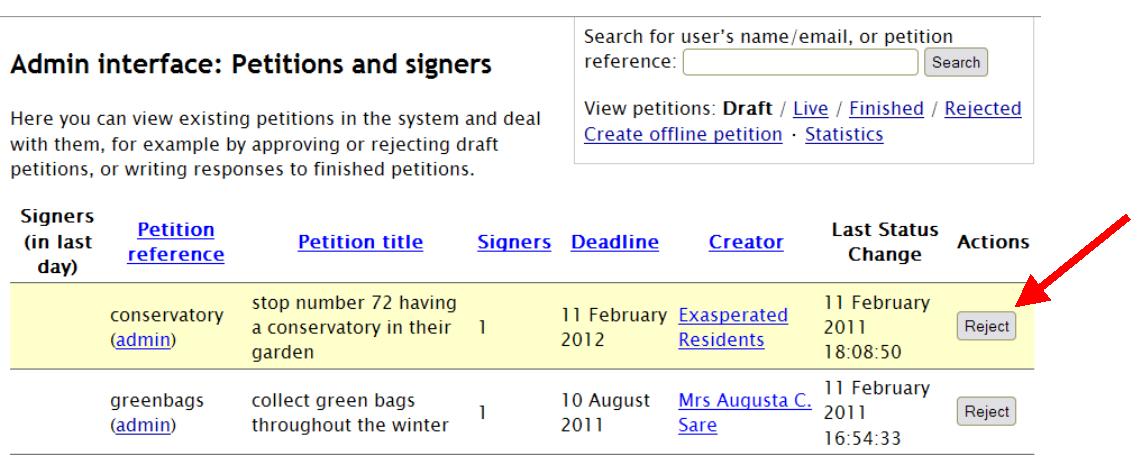 Admin interface: Petitions and signers
Here you can view existing petitions in the system and deal
with them, for example by approving or rejecting draft
petitions, or writing responses to finished petitions.
Search for user's name/email, or petition
reference: Search
View petitions: Draft / Live / Finished / Rejected
Create offline petition · Statistics
Signers
(in last
day)
Petition
reference
Petition title
Signers
Deadline
Creator
Last Status
Change
Actions
conservatory
(admin)
stop number 72 having
a conservatory in their
garden
1
11 February
2012
Exasperated
Residents
11 February
2011
18:08:50
Reject
greenbags
(admin)
collect green bags
throughout the winter
1
10 August
2011
Mrs Augusta C.
Sare
11 February
2011
16:54:33
Reject